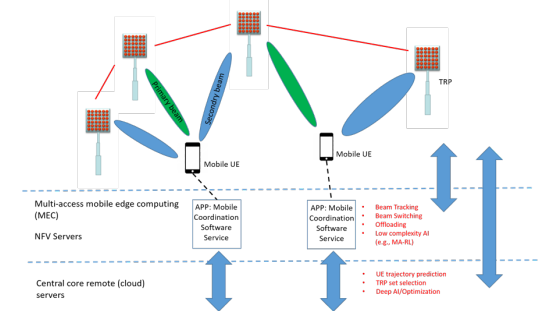 Primary beam
Secondry beam
TRP
Mobile UE
Mobile UE
Multi-access mobile edge computing
(MEC)
NFV Servers
APP: Mobile
Coordination
Software
Service
APP: Mobile
Coordination
Software
Service
• Beam Tracking
• Beam Switching
• Offloading
• Low complexity AI
(e.g., MA-RL)
Central core remote (cloud)
servers
• UE trajectory prediction
• TRP set selection
• Deep AI/Optimization